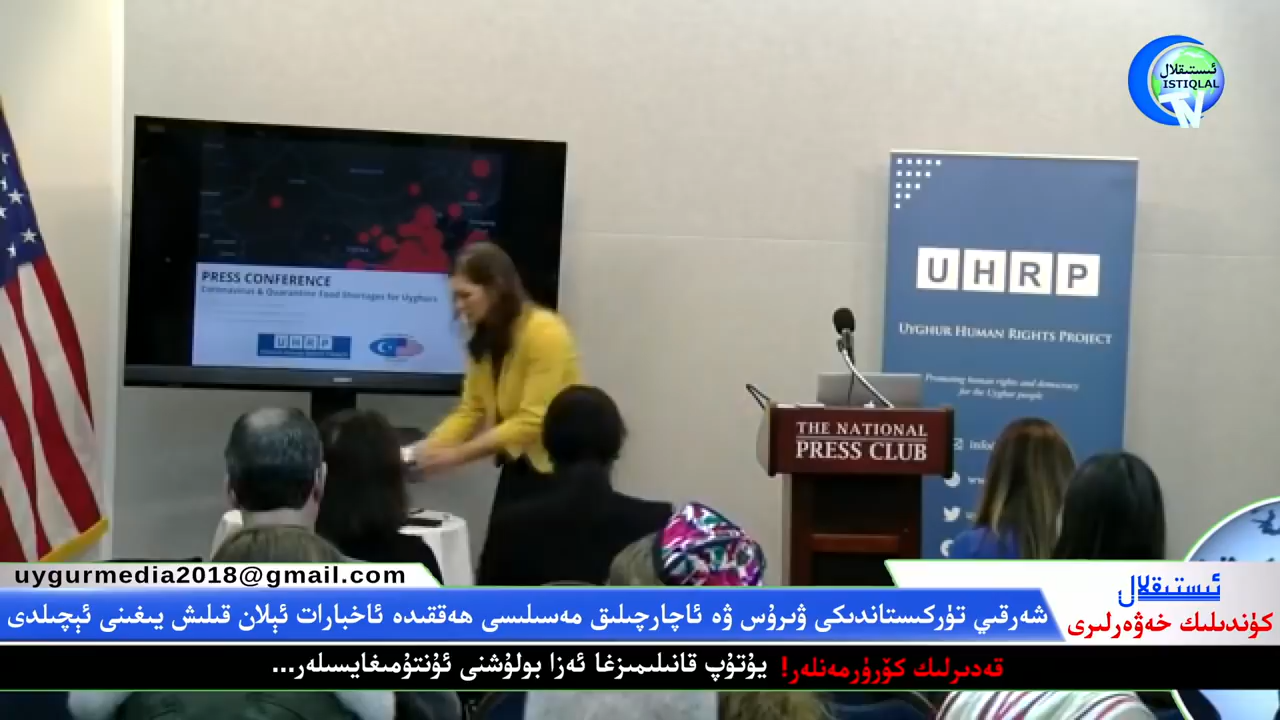 ئىستىقلال
ISTIQLAL
TV
PRESS CONFERENCE
Coronavirus & Quarantine Food Shortages for Uyghurs
UHRP
UHRP
UYGHUR HUMAN RIGHTS PROJECT
Promoting human rights and democracy
for the Uyghur people
THE NATIONAL
PRESS CLUB
uygurmedia2018@gmail.com
ئىستىقلال
كۈندىلىك خەۋەرلىرى
شەرقىي تۈركىستاندىكى ۋىرۇس ۋە ئاچارچىلىق مەسىلىسى ھەققىدە ئاخبارات ئېلان قىلىش يىغىنى ئېچىلدى
قەدىرلىك كۆرۈرمەنلەر! يۇتۇپ قانىلىمىزغا ئەزا بولۇشنى ئۇنتۇمىغايسىلەر...